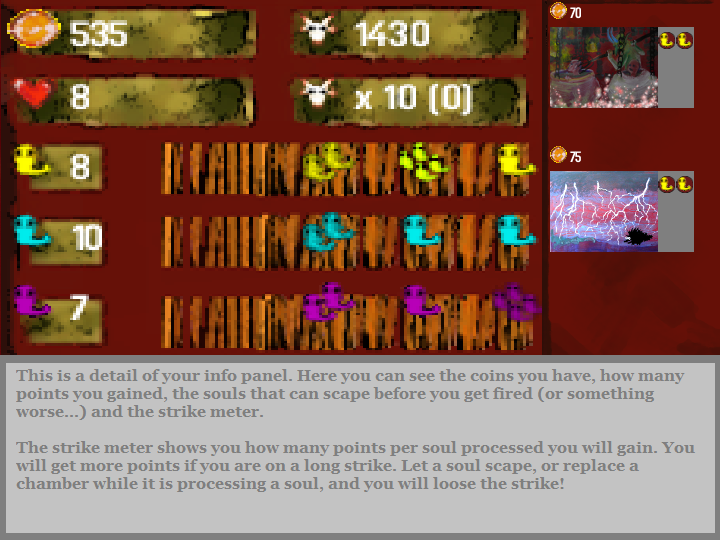 535
1430
8
x 10 (0)
8
10
7
70
75
This is a detail of your info panel. Here you can see the coins you have, how many
points you gained, the souls that can scape before you get fired (or something
worse...) and the strike meter.
The strike meter shows you how many points per soul processed you will gain. You
will get more points if you are on a long strike. Let a soul scape, or replace a
chamber while it is processing a soul, and you will loose the strike!